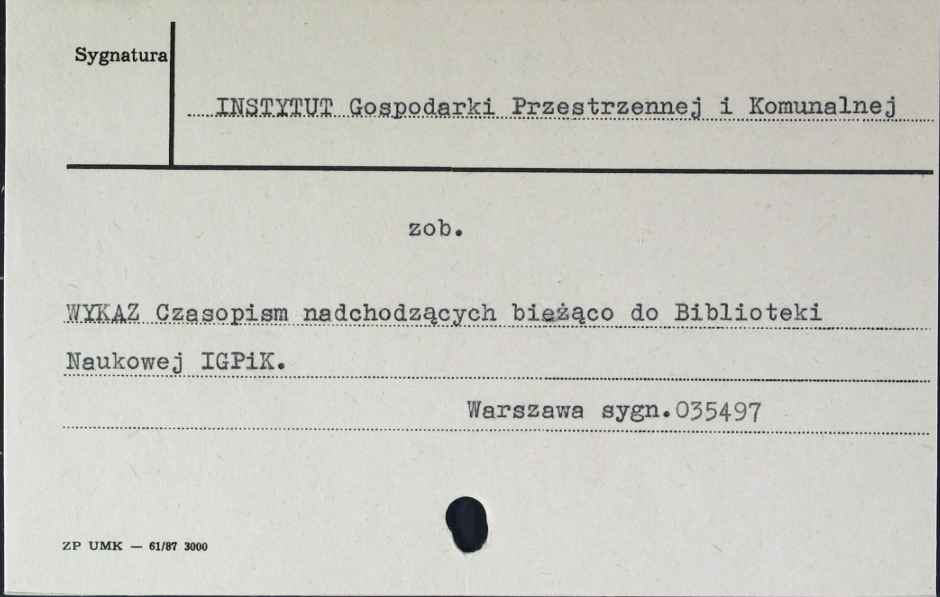 Sygnatura
INSTYTUT Gospodarki Przestrzennej i Komunalnej
zob.
WYKAZ Czasopism nadchodzących bieżąco do Biblioteki
Naukowej IGPiK.
Warszawa sygn.035497
ZP UMK — 61/87 3000